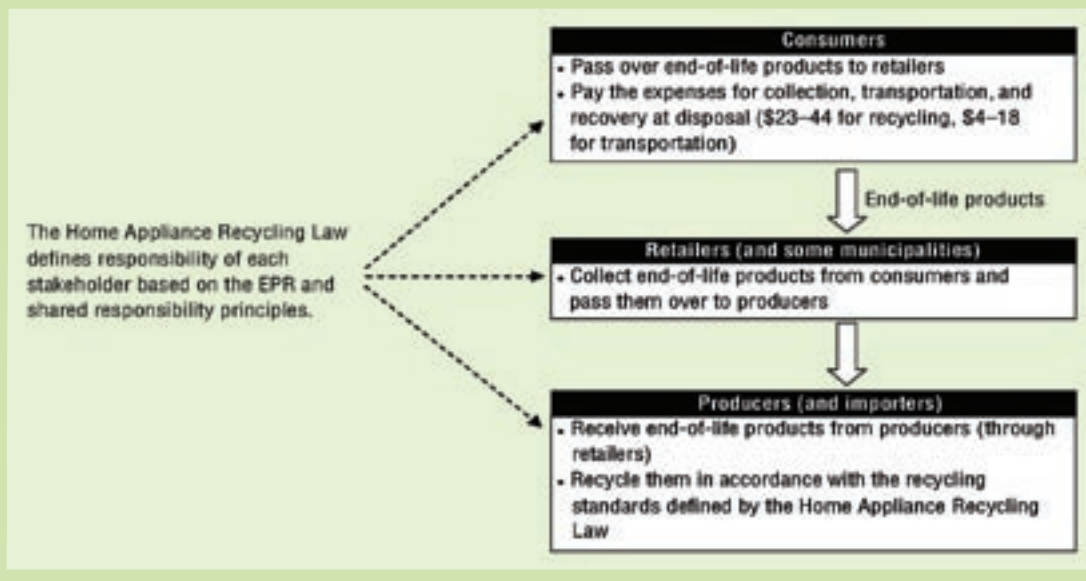 The Home Appliance Recycling Law
defines responsibility of each
stakeholder based on the EPR and
shared responsibility principles.
Consumers
• Pass over end-of-life products to retailers
• Pay the expenses for collection, transportation, and
recovery at disposal ($23–44 for recycling, $4–18
for transportation)
End-of-life products
Retailers (and some municipalities)
• Collect end-of-life products from consumers and
pass them over to producers
Producers (and importers)
• Receive end-of-life products from producers (through
retailers)
• Recycle them in accordance with the recycling
standards defined by the Home Appliance Recycling
Law